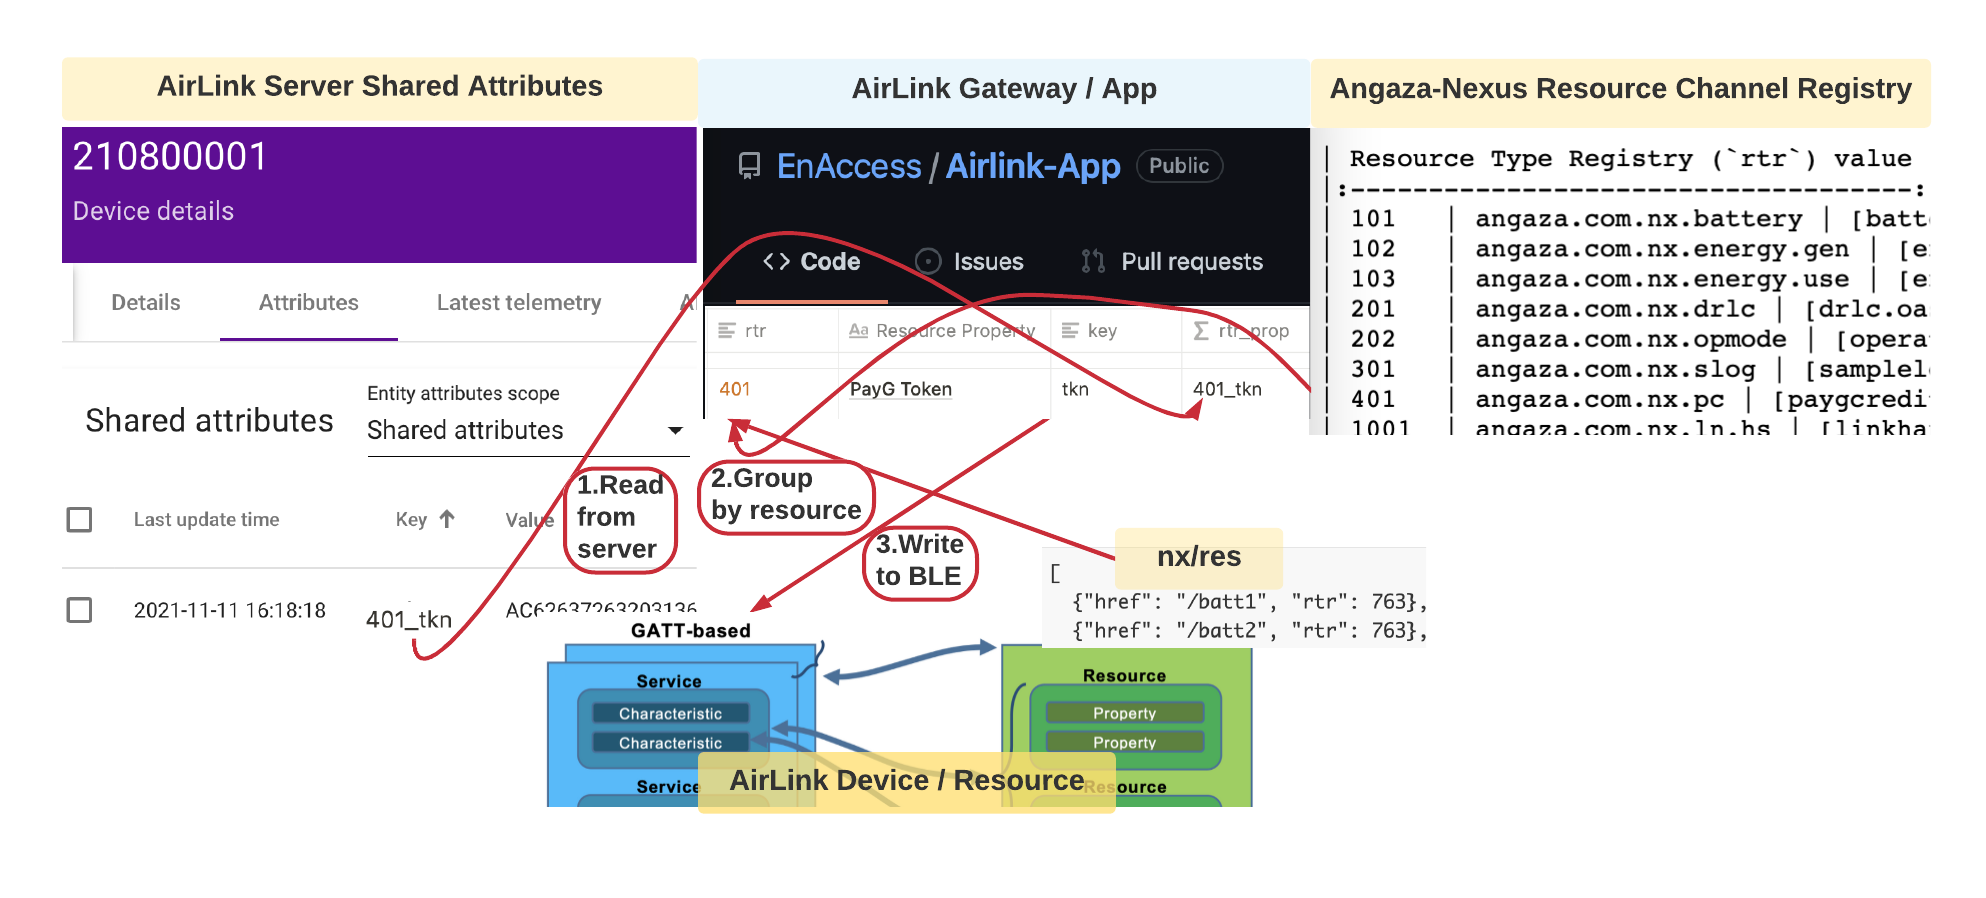 AirLink Server Shared Attributes
210800001
Device details
Details Attributes Latest telemetry
Shared attributes
Entity attributes scope
Shared attributes
Last update time Key Value
2021-11-11 16:18:18 401_tkn AC62637263203136
AirLink Gateway / App
EnAccess / Airlink-App Public
<> Code Issues Pull requests
rtr Aa Resource Property key Σ rtr_prop
401 PayG Token tkn 401_tkn
Angaza-Nexus Resource Channel Registry
| Resource Type Registry (`rtr`) value
|:------------------------------------:
| 101 | angaza.com.nx.battery | [batt
| 102 | angaza.com.nx.energy.gen | [e
| 103 | angaza.com.nx.energy.use | [e
| 201 | angaza.com.nx.drlc | [drlc.oa
| 202 | angaza.com.nx.opmode | [opera
| 301 | angaza.com.nx.slog | [samplel
| 401 | angaza.com.nx.pc | [paygcredi
| 1001 | angaza.com.nx.ln.hs | [linkha
1.Read
from
server
2.Group
by resource
3.Write
to BLE
nx/res
[
{"href": "/batt1", "rtr": 763},
{"href": "/batt2", "rtr": 763},
GATT-based
Service
Characteristic
Characteristic
Service
Resource
Property
Property
Resource
AirLink Device / Resource